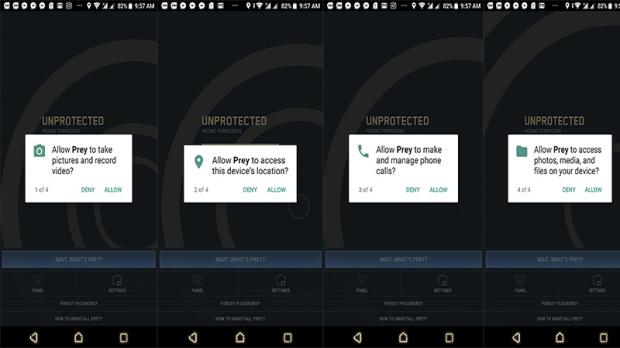 82% 9:57 AM
UNPROTECTED
MISSING PERMISSIONS
Allow Prey to take
pictures and record
video?
1 of 4
DENY ALLOW
WAIT, WHAT'S PREY?
PANEL
SETTINGS
FORGOT PASSWORD?
HOW TO UNINSTALL PREY?
82% 9:57 AM
UNPROTECTED
MISSING PERMISSIONS
Allow Prey to access
this device's location?
2 of 4
DENY ALLOW
WAIT, WHAT'S PREY?
PANEL
SETTINGS
FORGOT PASSWORD?
HOW TO UNINSTALL PREY?
82% 9:57 AM
UNPROTECTED
MISSING PERMISSIONS
Allow Prey to make
and manage phone
calls?
3 of 4
DENY ALLOW
WAIT, WHAT'S PREY?
PANEL
SETTINGS
FORGOT PASSWORD?
HOW TO UNINSTALL PREY?
82% 9:57 AM
UNPROTECTED
MISSING PERMISSIONS
Allow Prey to access
photos, media, and
files on your device?
4 of 4
DENY ALLOW
WAIT, WHAT'S PREY?
PANEL
SETTINGS
FORGOT PASSWORD?
HOW TO UNINSTALL PREY?